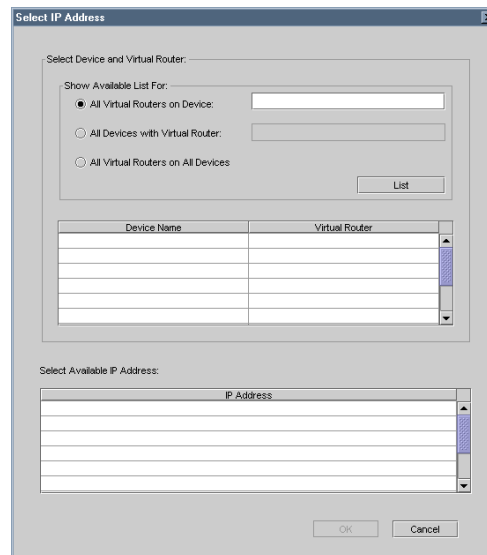 Select IP Address
Select Device and Virtual Router:
Show Available List For:
All Virtual Routers on Device:
All Devices with Virtual Router:
All Virtual Routers on All Devices
List
Device Name Virtual Router
Select Available IP Address:
IP Address
OK Cancel